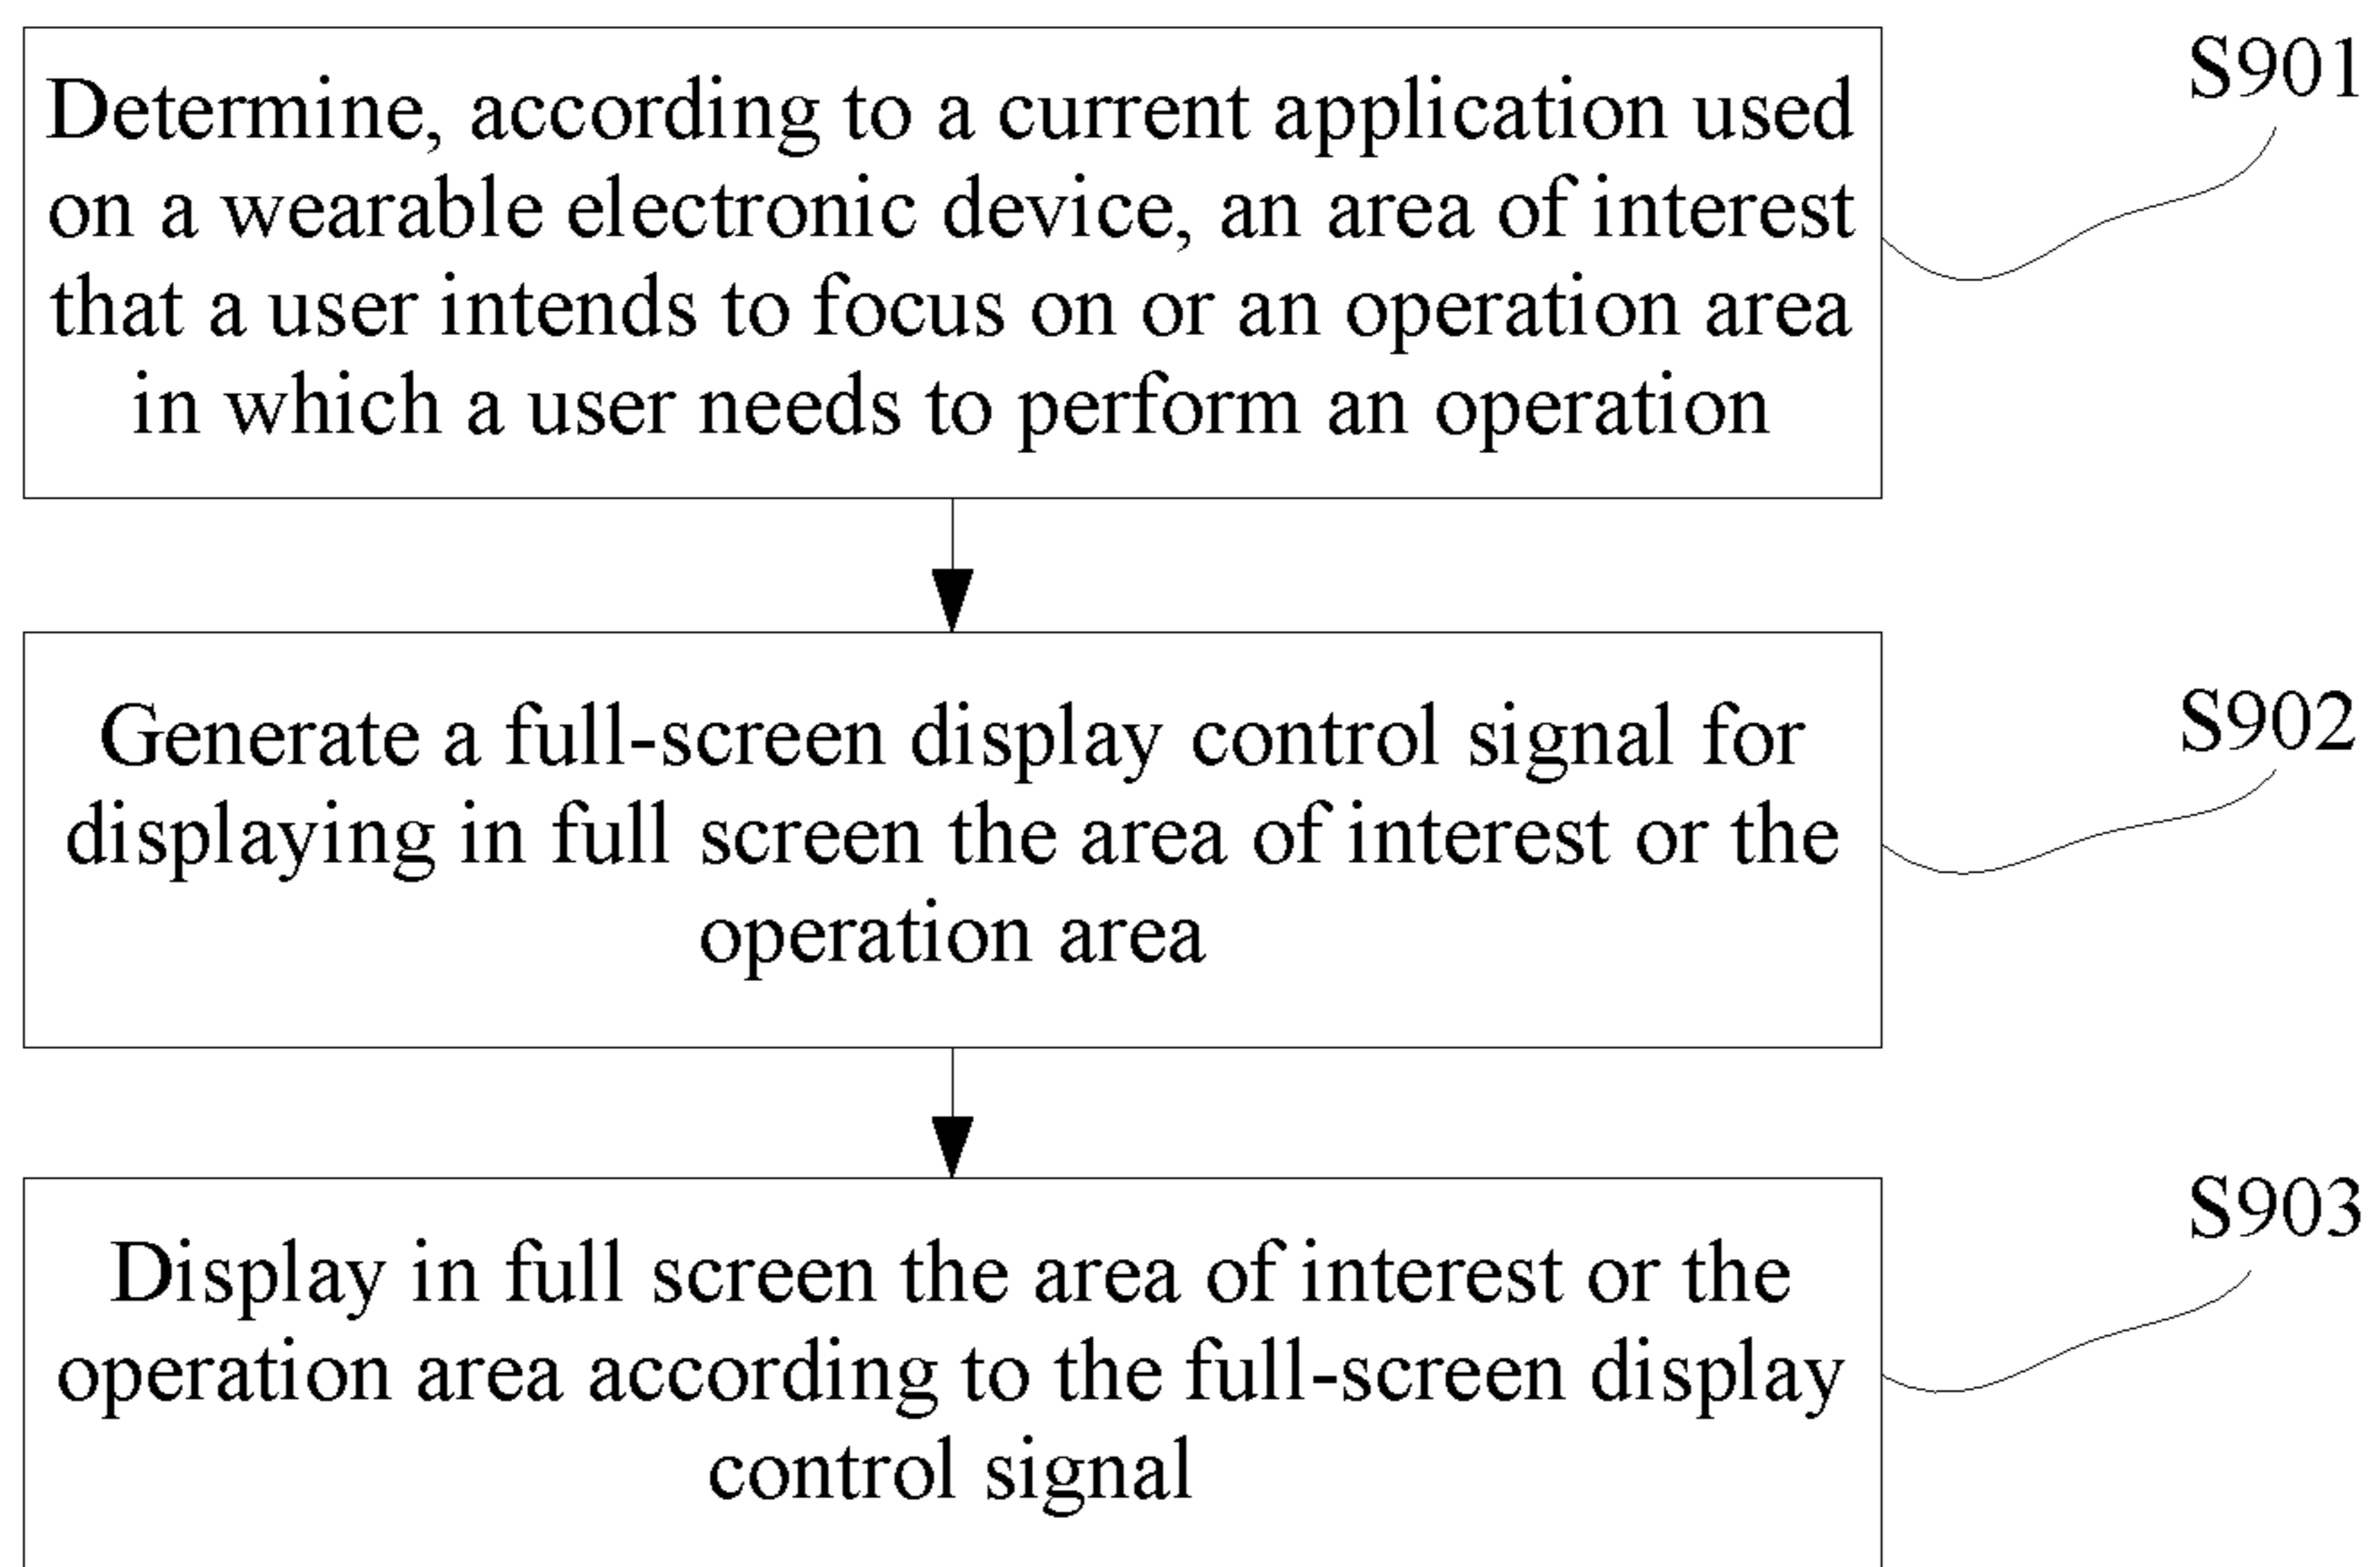 Determine, according to a current application used
on a wearable electronic device, an area of interest
that a user intends to focus on or an operation area
in which a user needs to perform an operation
S901
Generate a full-screen display control signal for
displaying in full screen the area of interest or the
operation area
S902
Display in full screen the area of interest or the
operation area according to the full-screen display
control signal
S903